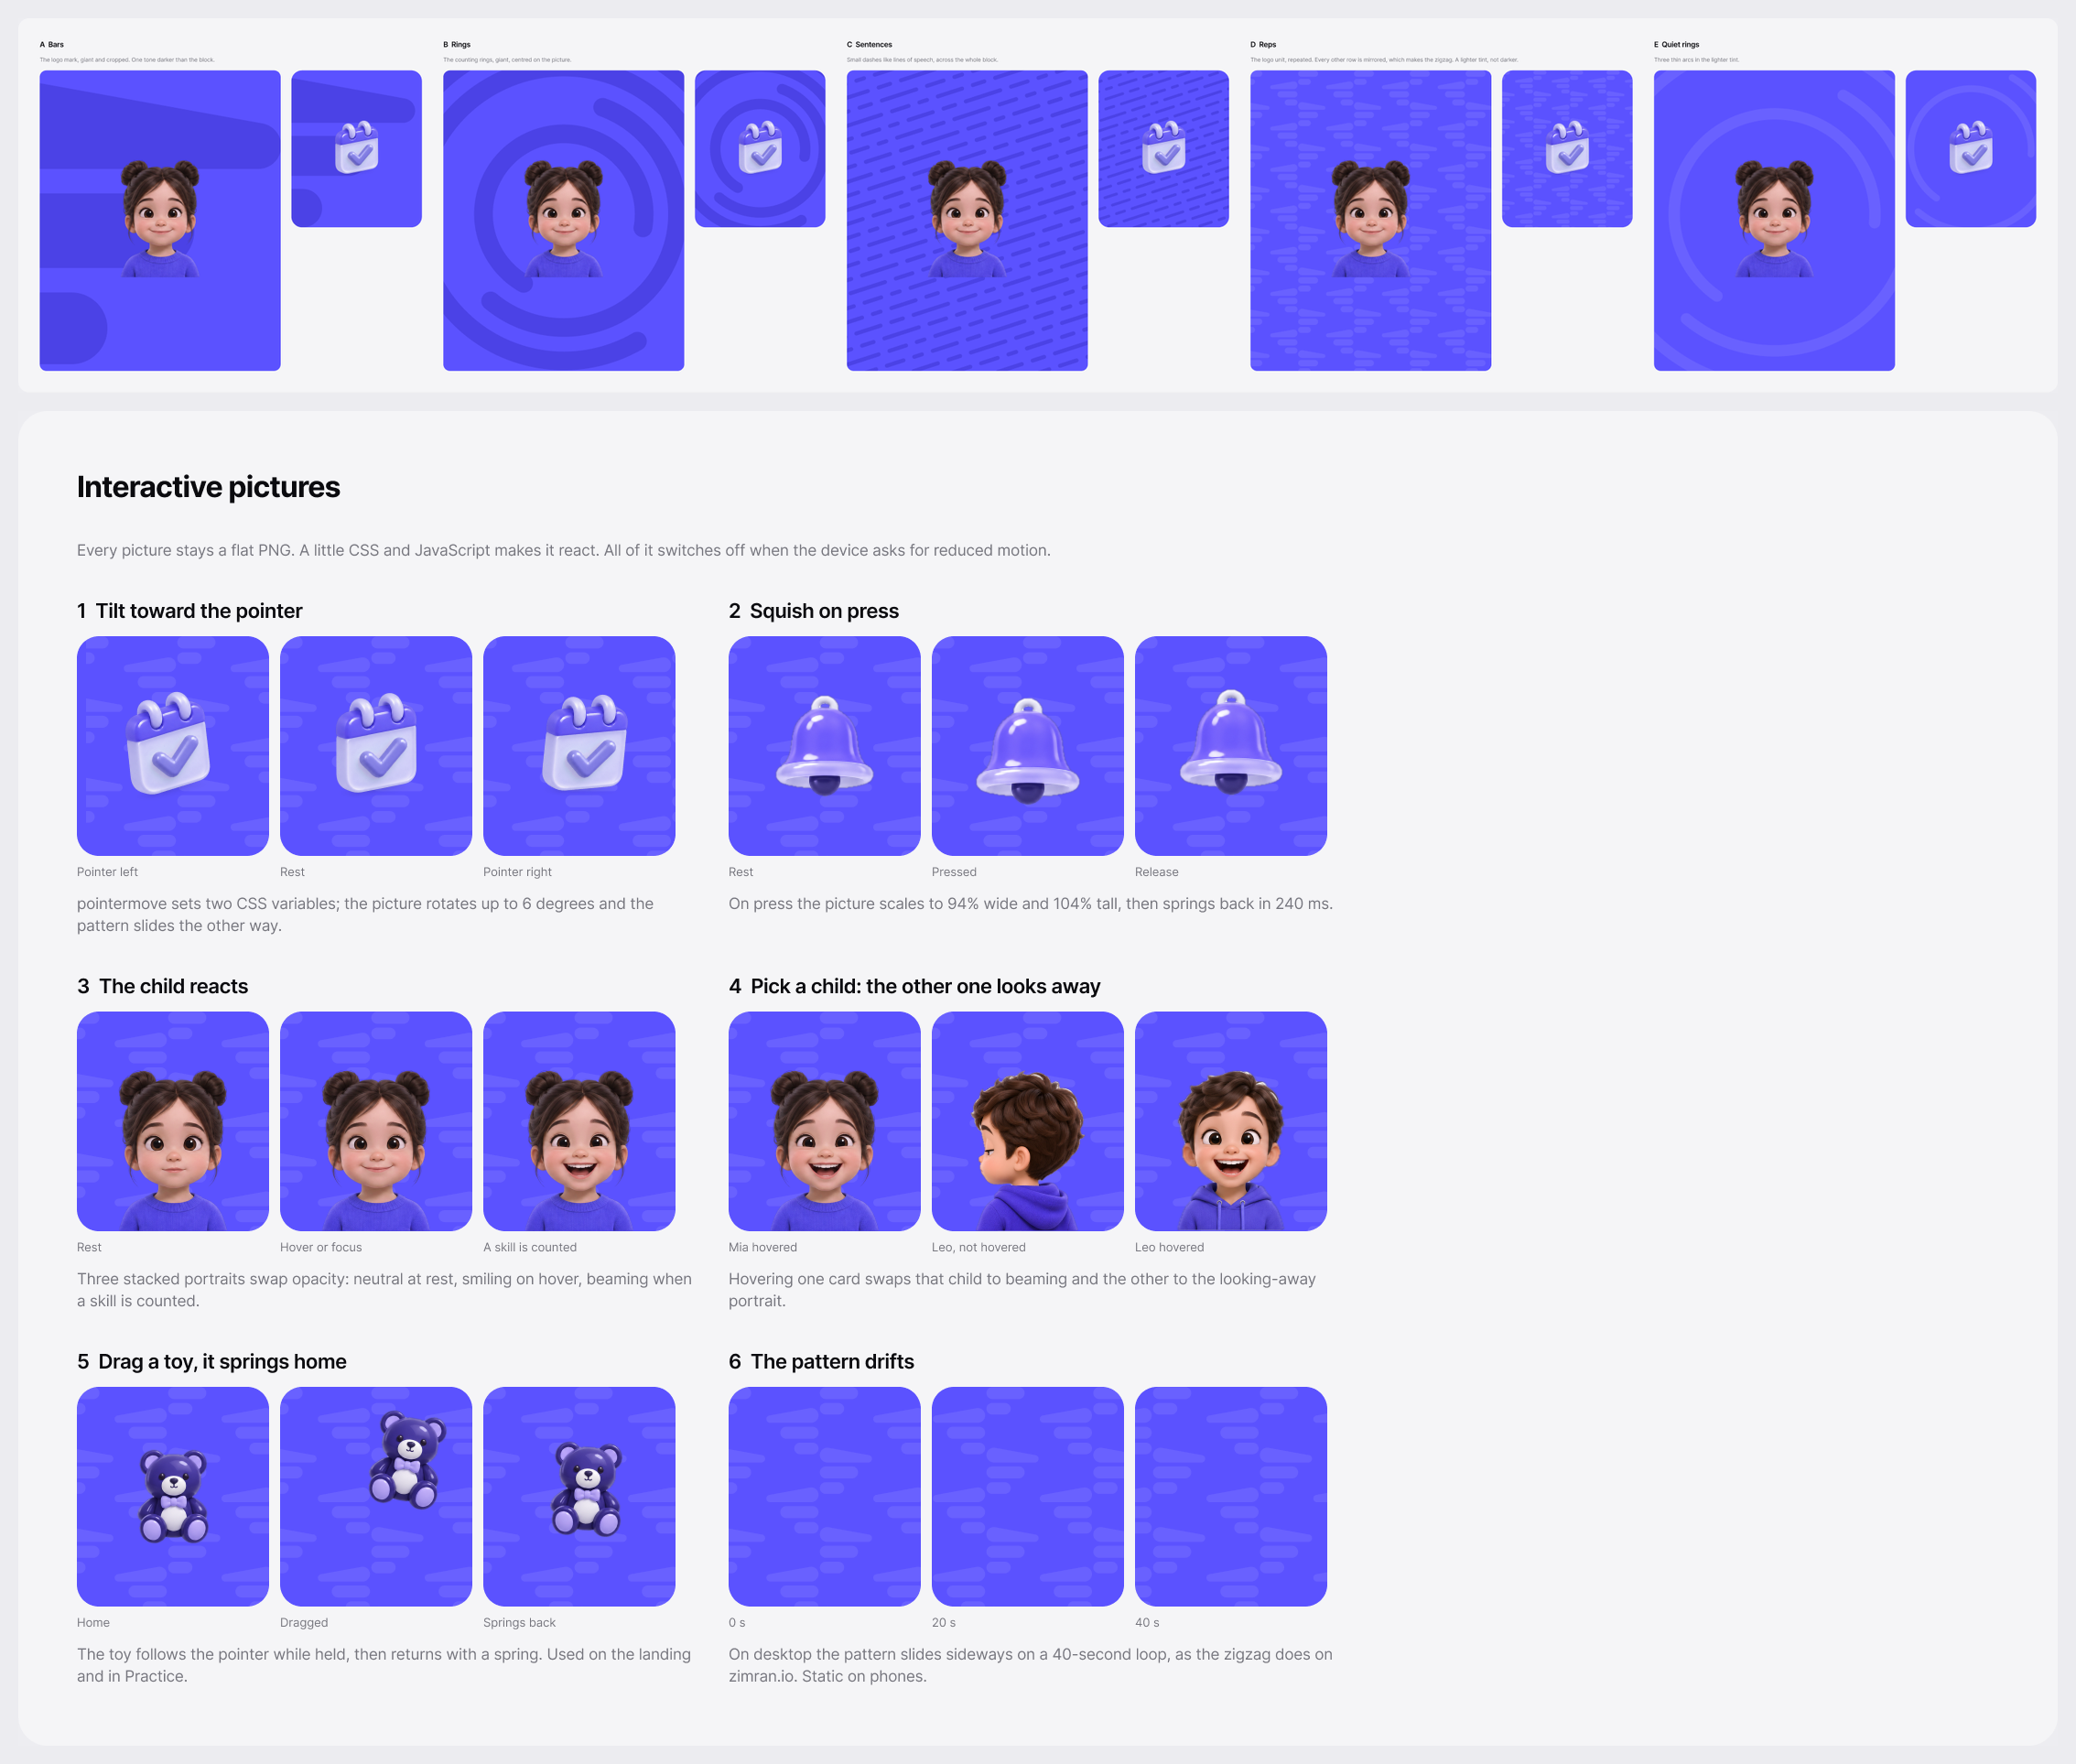 A Bars
The logo mark, giant and cropped. One tone darker than the block.
B Rings
The counting rings, giant, centred on the picture.
C Sentences
Small dashes like lines of speech, across the whole block.
D Reps
The logo unit, repeated. Every other row is mirrored, which makes the zigzag. A lighter tint, not darker.
E Quiet rings
Three thin arcs in the lighter tint.
Interactive pictures
Every picture stays a flat PNG. A little CSS and JavaScript makes it react. All of it switches off when the device asks for reduced motion.
1 Tilt toward the pointer
Pointer left
Rest
Pointer right
pointermove sets two CSS variables; the picture rotates up to 6 degrees and the
pattern slides the other way.
2 Squish on press
Rest
Pressed
Release
On press the picture scales to 94% wide and 104% tall, then springs back in 240 ms.
3 The child reacts
Rest
Hover or focus
A skill is counted
Three stacked portraits swap opacity: neutral at rest, smiling on hover, beaming when
a skill is counted.
4 Pick a child: the other one looks away
Mia hovered
Leo, not hovered
Leo hovered
Hovering one card swaps that child to beaming and the other to the looking-away
portrait.
5 Drag a toy, it springs home
Home
Dragged
Springs back
The toy follows the pointer while held, then returns with a spring. Used on the landing
and in Practice.
6 The pattern drifts
0 s
20 s
40 s
On desktop the pattern slides sideways on a 40-second loop, as the zigzag does on
zimran.io. Static on phones.